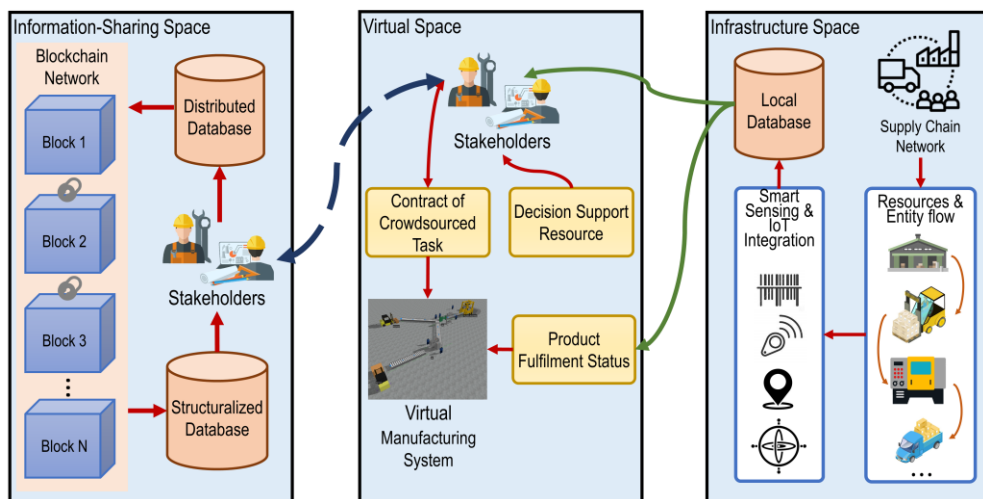 Information-Sharing Space
Blockchain
Network
Block 1
Block 2
Block 3
Block N
Distributed
Database
Stakeholders
Structuralized
Database
Virtual Space
Stakeholders
Contract of
Crowdsourced
Task
Decision Support
Resource
Product
Fulfilment Status
Virtual
Manufacturing
System
Infrastructure Space
Local
Database
Supply Chain
Network
Smart
Sensing &
IoT
Integration
Resources &
Entity flow